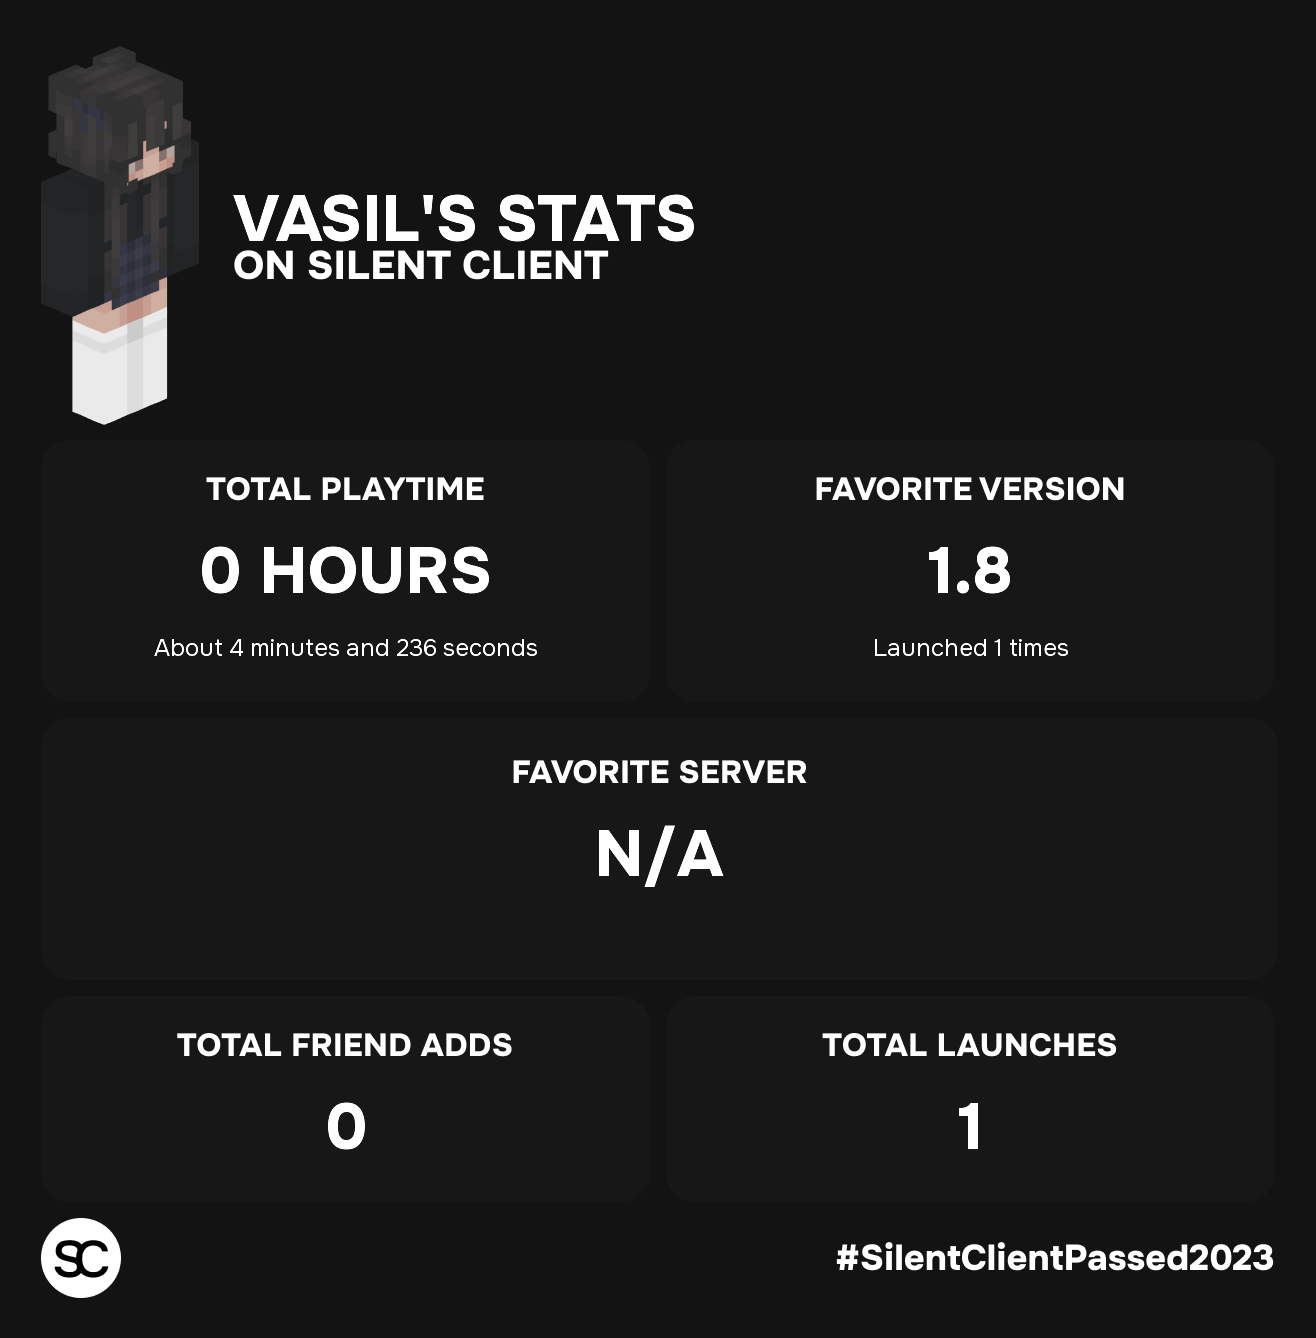 VASIL'S STATS
ON SILENT CLIENT
TOTAL PLAYTIME
0 HOURS
About 4 minutes and 236 seconds
FAVORITE VERSION
1.8
Launched 1 times
FAVORITE SERVER
N/A
TOTAL FRIEND ADDS
0
TOTAL LAUNCHES
1
SC
#SilentClientPassed2023